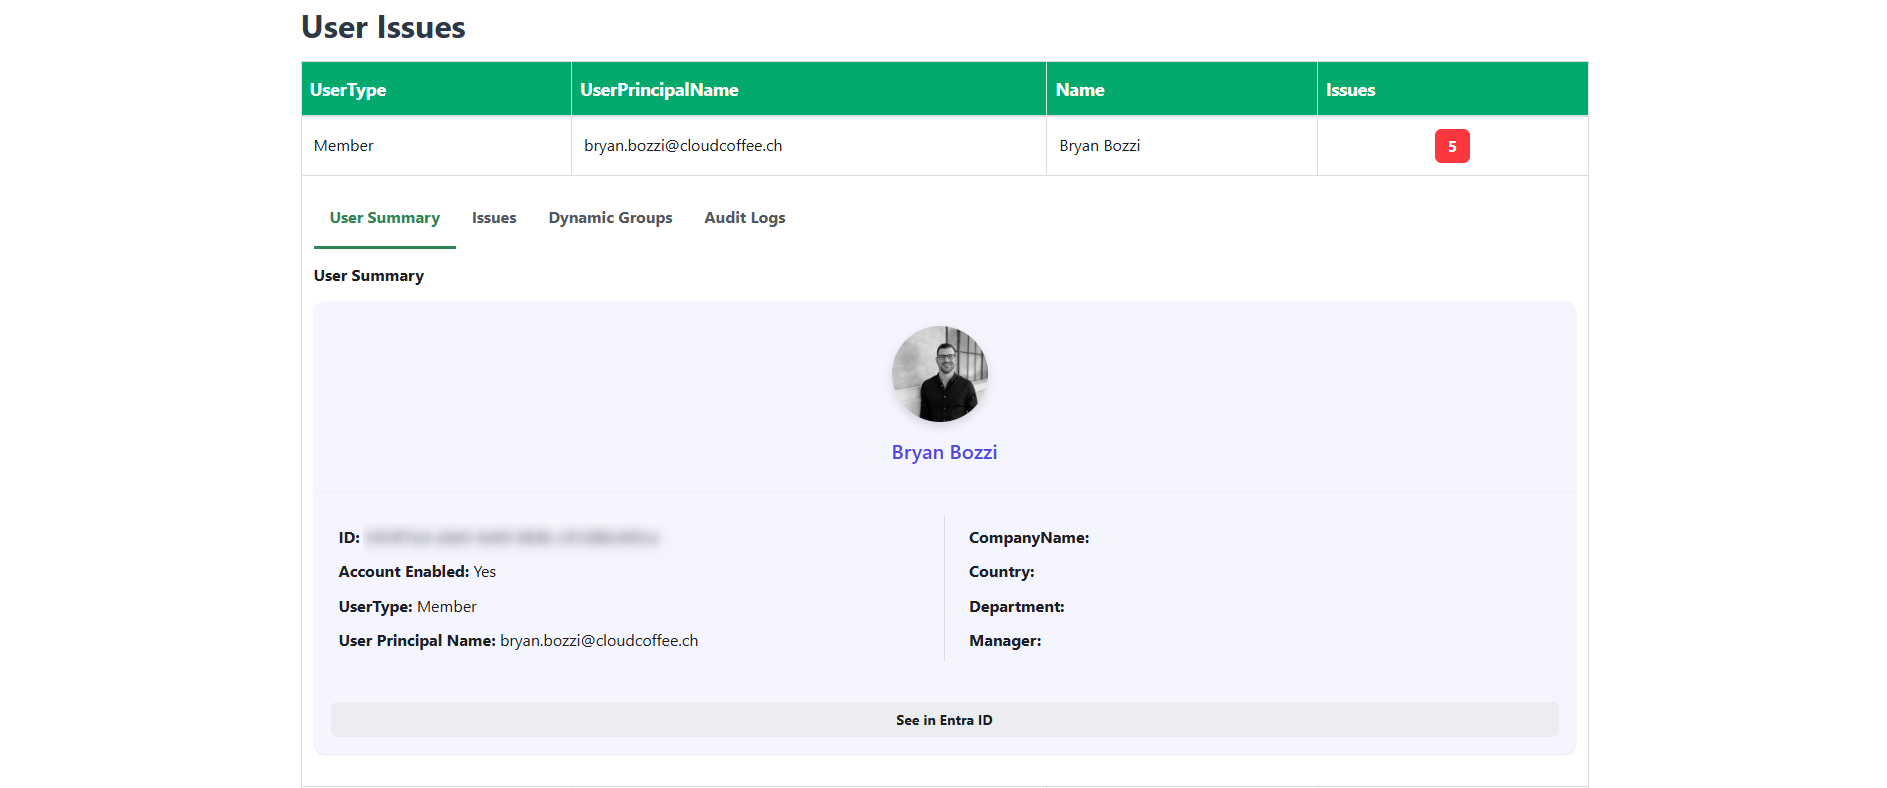 User Issues
UserType UserPrincipalName Name Issues
Member bryan.bozzi@cloudcoffee.ch Bryan Bozzi 5
User Summary Issues Dynamic Groups Audit Logs
User Summary
Bryan Bozzi
ID:
Account Enabled: Yes
UserType: Member
User Principal Name: bryan.bozzi@cloudcoffee.ch
CompanyName:
Country:
Department:
Manager:
See in Entra ID